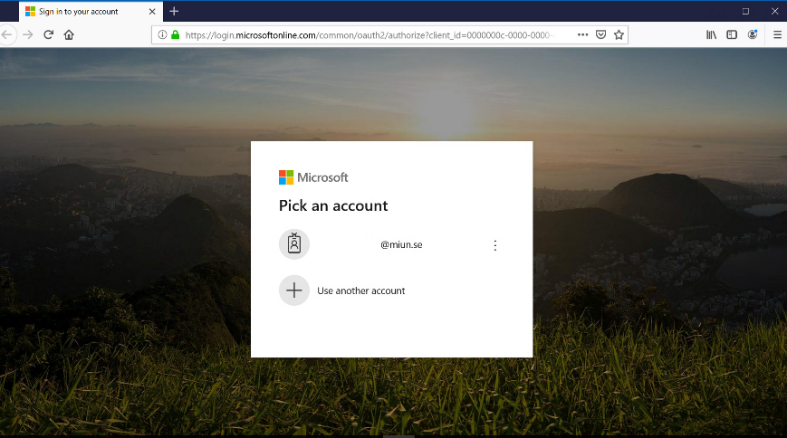 Sign in to your account
https://login.microsoftonline.com/common/oauth2/authorize?client_id=0000000c-0000-0000-
Microsoft
Pick an account
@miun.se
Use another account